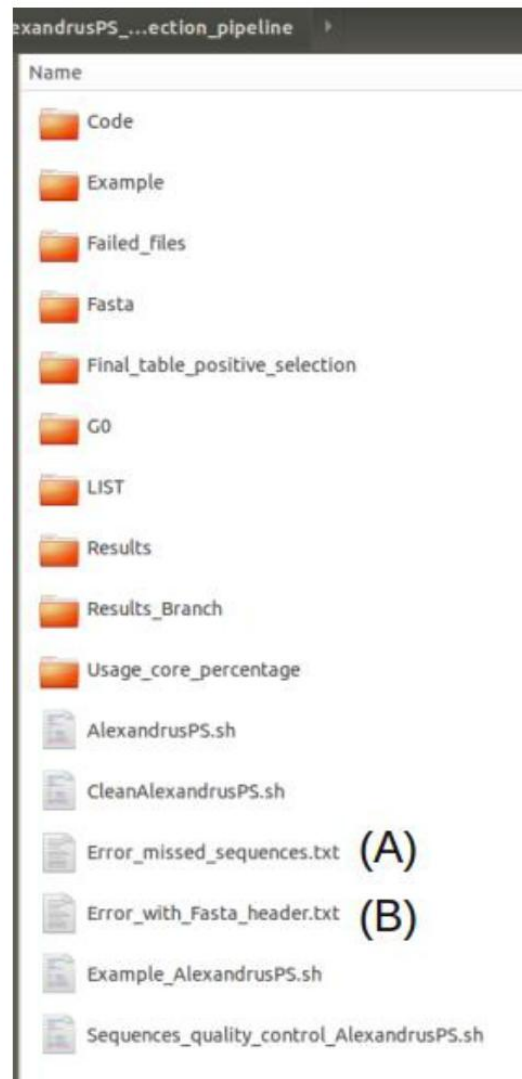 exandrusPS_...ection_pipeline
Name
Code
Example
Failed_files
Fasta
Final_table_positive_selection
G0
LIST
Results
Results_Branch
Usage_core_percentage
AlexandrusPS.sh
CleanAlexandrusPS.sh
Error_missed_sequences.txt (A)
Error_with_Fasta_header.txt (B)
Example_AlexandrusPS.sh
Sequences_quality_control_AlexandrusPS.sh